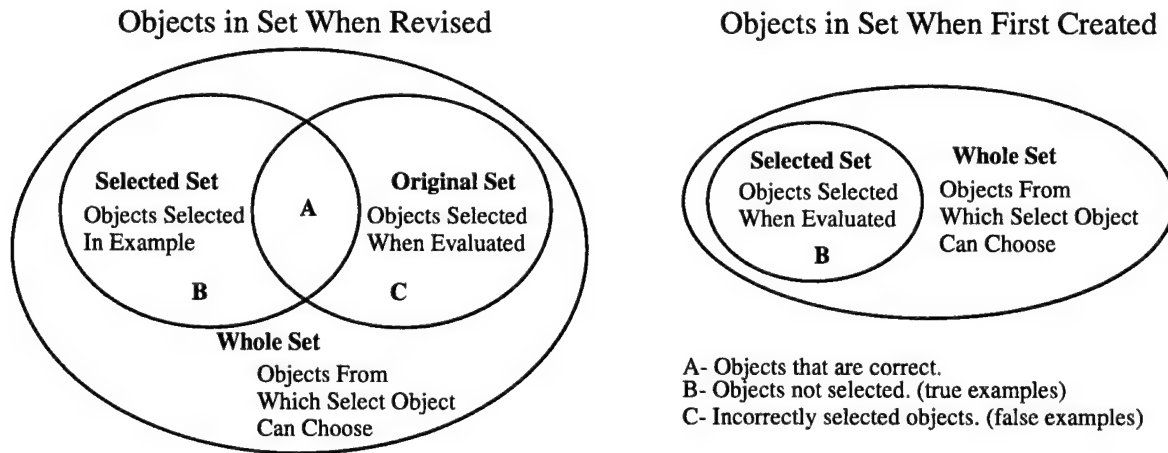 Objects in Set When Revised
Selected Set
Objects Selected
In Example
B
A
Original Set
Objects Selected
When Evaluated
C
Whole Set
Objects From
Which Select Object
Can Choose
Objects in Set When First Created
Selected Set
Objects Selected
When Evaluated
B
Whole Set
Objects From
Which Select Object
Can Choose
A- Objects that are correct.
B- Objects not selected. (true examples)
C- Incorrectly selected objects. (false examples)